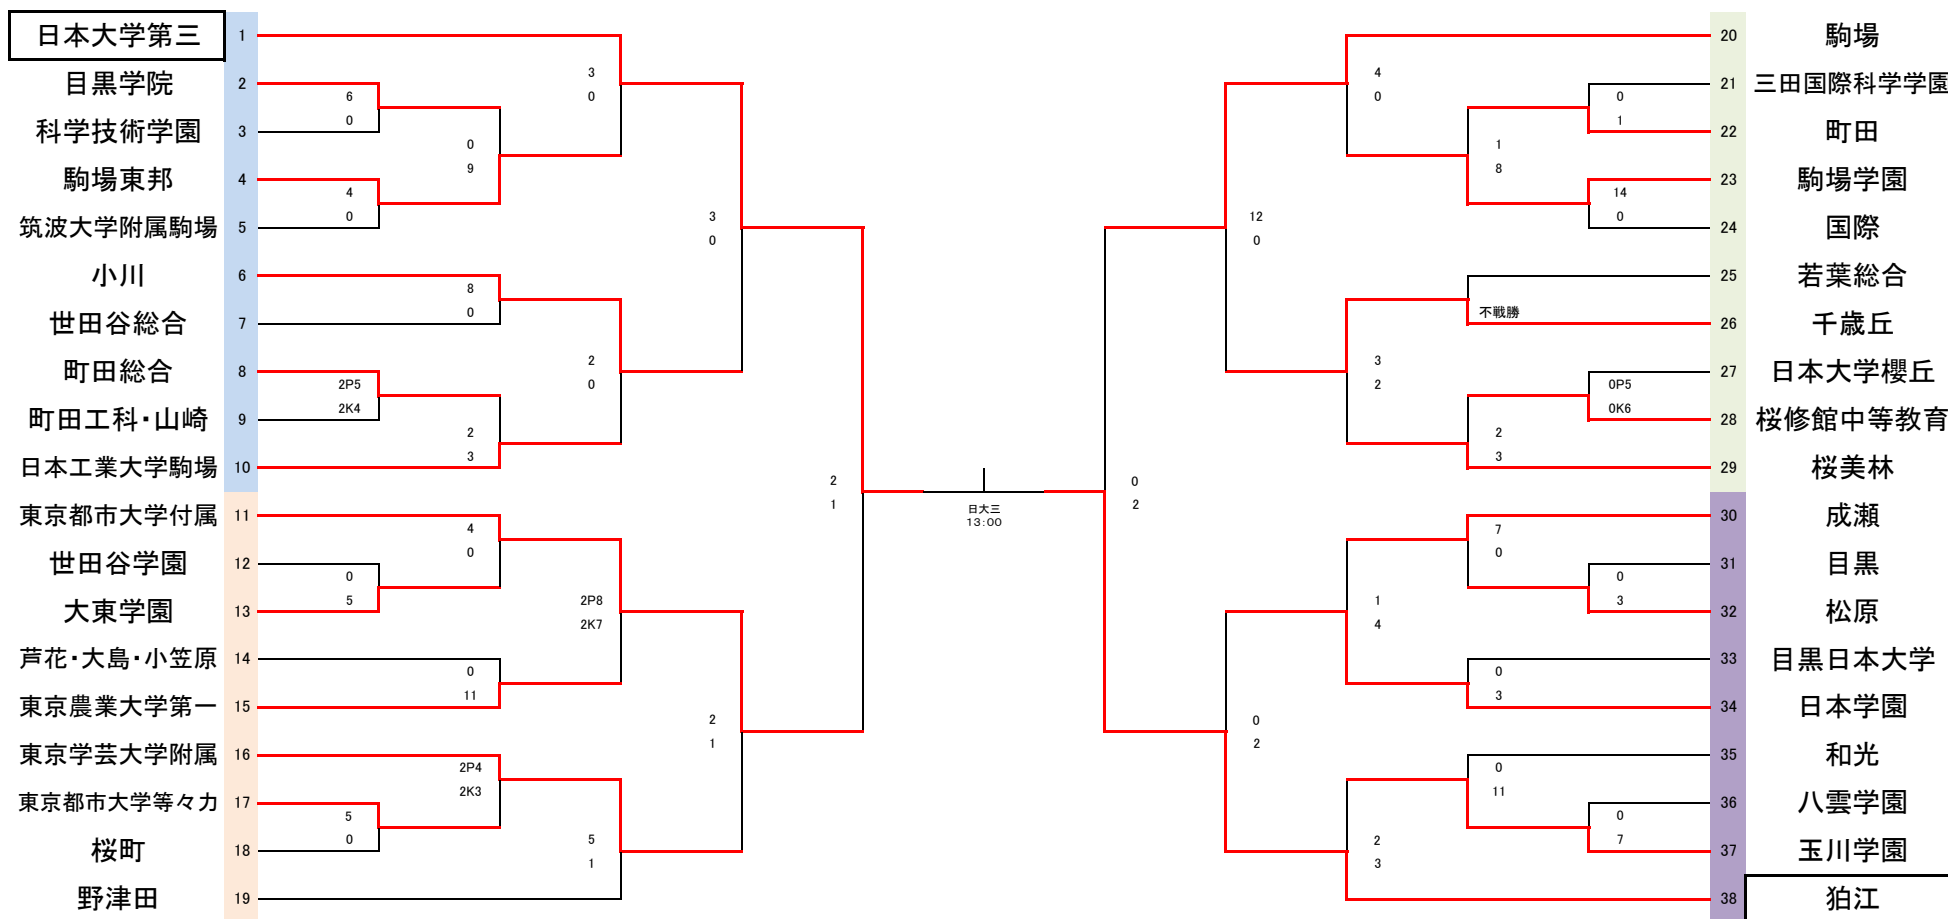 日本大学第三 1
目黒学院 2
科学技術学園 3
駒場東邦 4
筑波大学附属駒場 5
小川 6
世田谷総合 7
町田総合 8
町田工科・山崎 9
日本工業大学駒場 10
東京都市大学付属 11
世田谷学園 12
大東学園 13
芦花・大島・小笠原 14
東京農業大学第一 15
東京学芸大学附属 16
東京都市大学等々力 17
桜町 18
野津田 19
6
0
4
0
2P5
2K4
0
5
5
0
0
9
8
0
2
3
4
0
0
11
2P4
2K3
3
0
2
0
2P8
2K7
5
1
3
0
2
1
2
1
日大三
13:00
0
2
12
0
0
2
4
0
3
2
1
4
2
3
1
8
不戦勝
2
3
7
0
0
3
0
11
0
1
14
0
0P5
0K6
0
3
0
7
20 駒場
21 三田国際科学学園
22 町田
23 駒場学園
24 国際
25 若葉総合
26 千歳丘
27 日本大学櫻丘
28 桜修館中等教育
29 桜美林
30 成瀬
31 目黒
32 松原
33 目黒日本大学
34 日本学園
35 和光
36 八雲学園
37 玉川学園
38 狛江